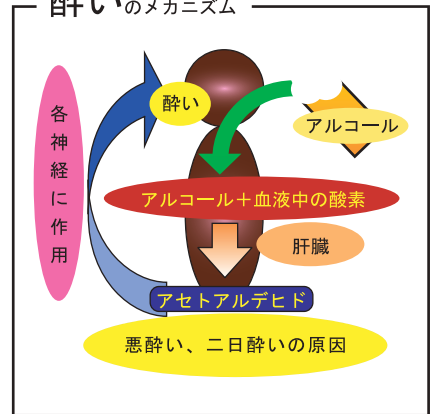 酔いのメカニズム
酔い
アルコール
各神経に作用
アルコール＋血液中の酸素
肝臓
アセトアルデヒド
悪酔い、二日酔いの原因